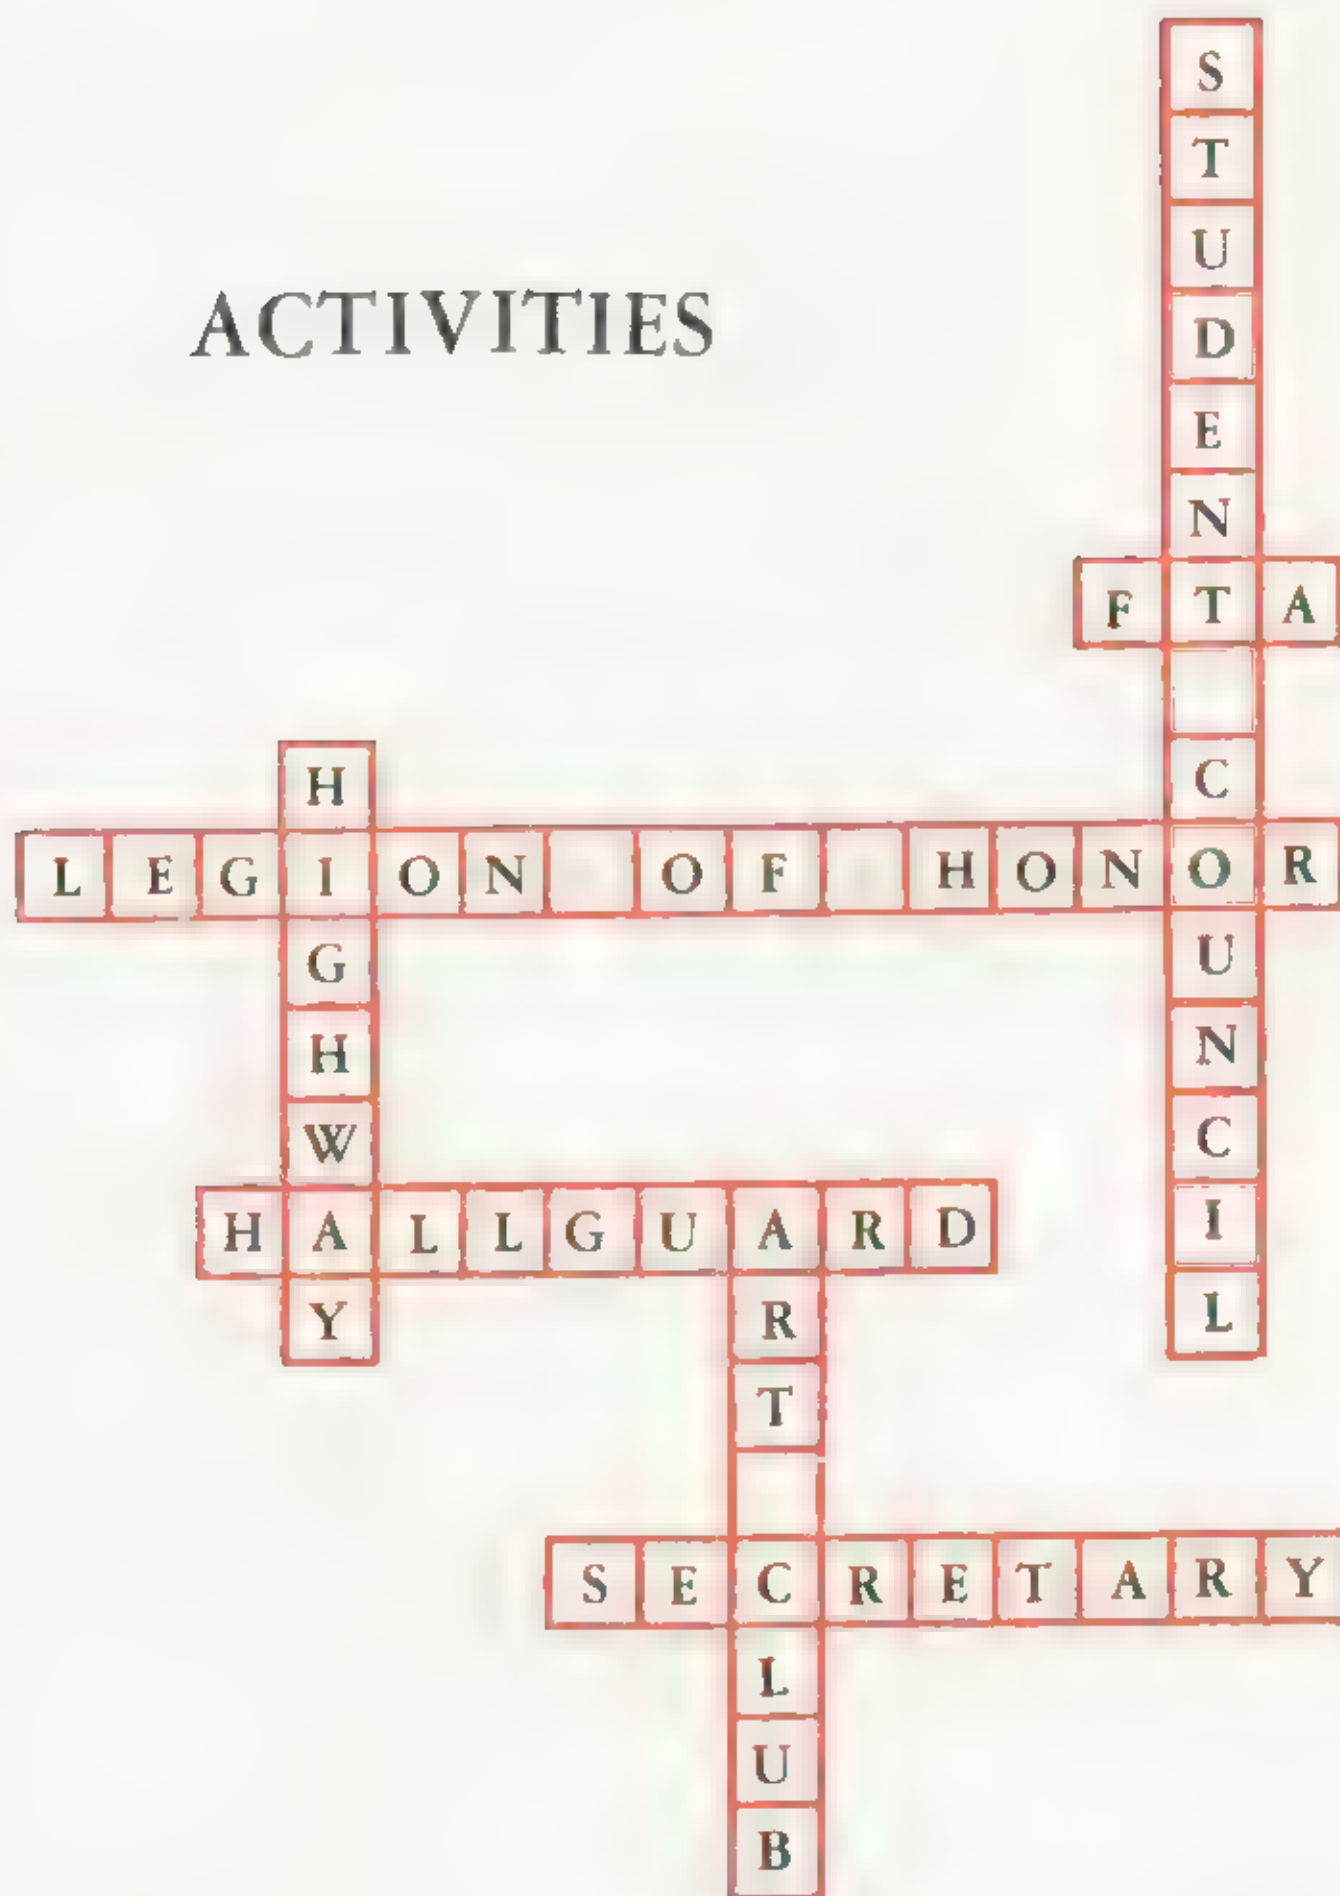 ACTIVITIES
STUDENT COUNCIL
FTA
HIGHWAY
LEGION OF HONOR
HALLGUARD
ART CLUB
SECRETARY